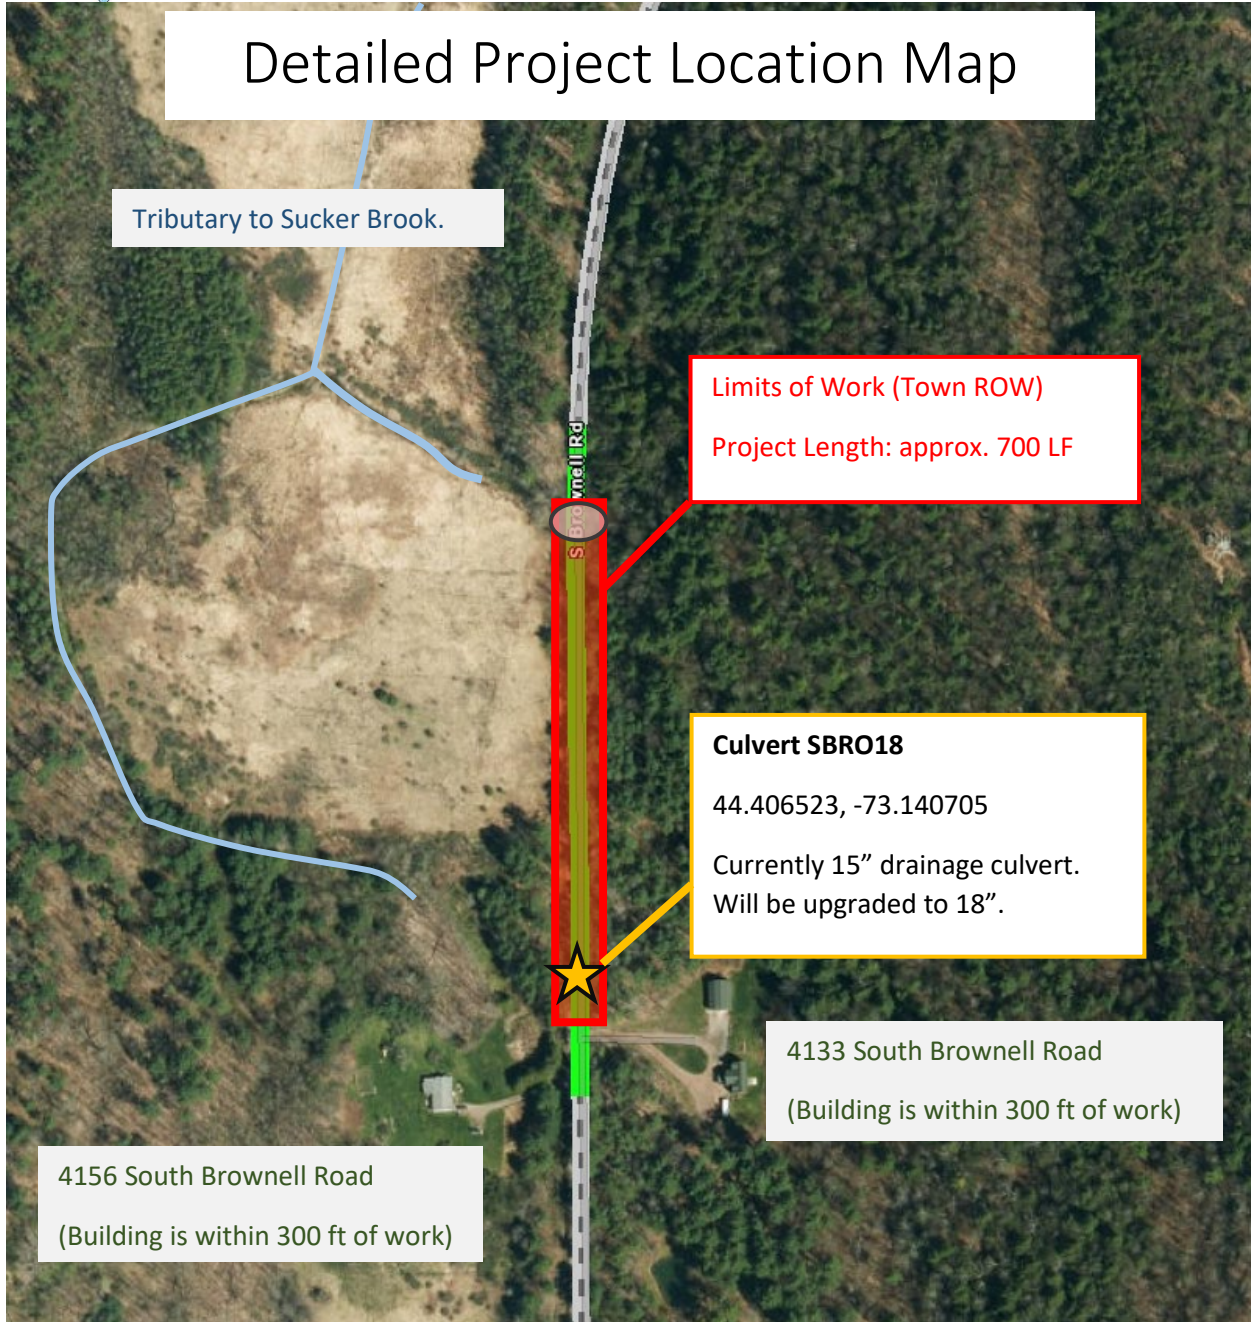 Detailed Project Location Map
Tributary to Sucker Brook.
Limits of Work (Town ROW)
Project Length: approx. 700 LF
S Brownell Rd
Culvert SBRO18
44.406523, -73.140705
Currently 15” drainage culvert.
Will be upgraded to 18”.
4133 South Brownell Road
(Building is within 300 ft of work)
4156 South Brownell Road
(Building is within 300 ft of work)